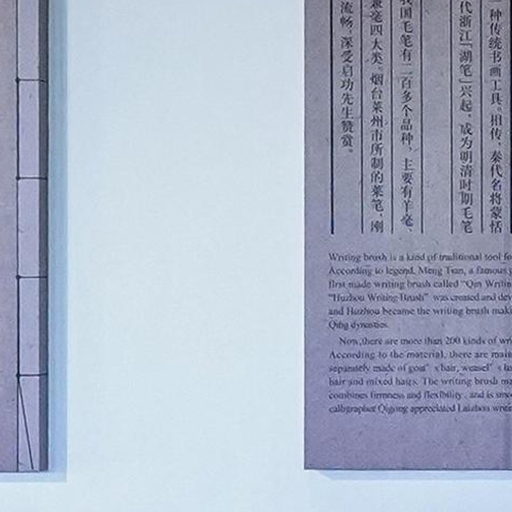 一种传统书画工具。相传，秦代名将蒙恬
代浙江“湖笔”兴起，成为明清时期毛笔
我国毛笔有二百多个品种，主要有羊毫、
兼毫四大类。烟台莱州市所制的莱笔，刚
流畅，深受启功先生赞赏。
Writing brush is a kind of traditional tool fo
According to legend, Meng Tian, a famous g
first made writing brush called "Qin Writin
"Huzhou Writing Brush" was created and dev
and Huzhou became the writing brush maki
Qing dynasties.
Now, there are more than 200 kinds of wri
According to the material, there are main
separately made of goat's hair, weasel's
hair and mixed hairs. The writing brush ma
combines firmness and flexibility, and is
calligrapher Qigong appreciated Laizhou writin